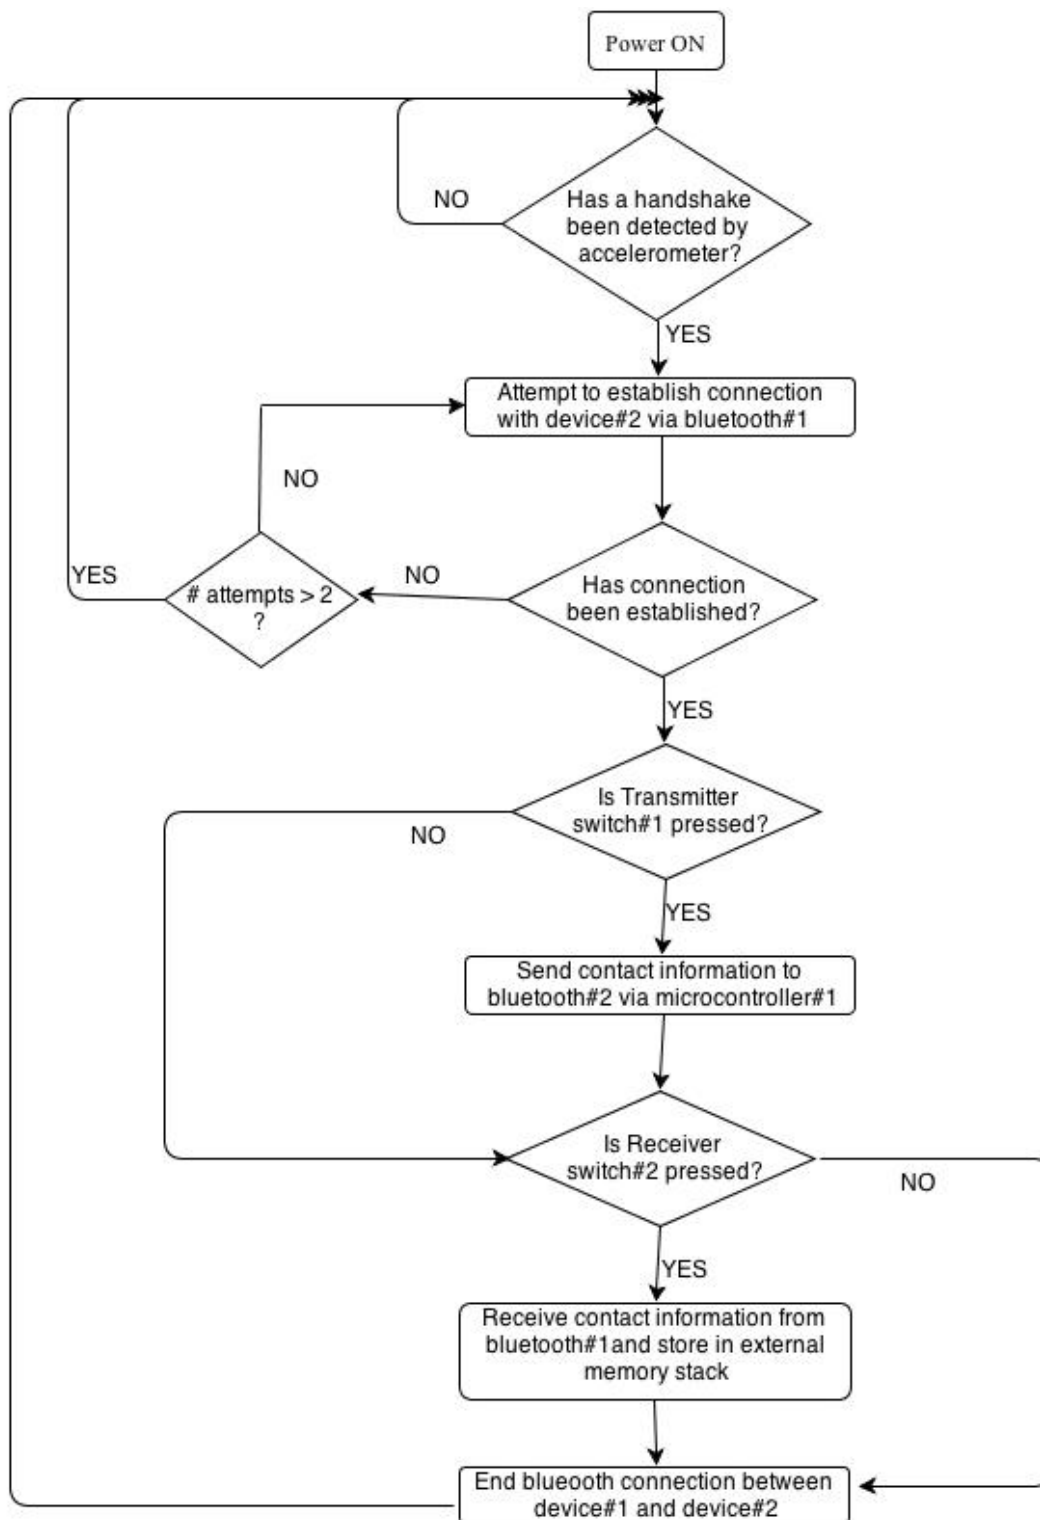 Power ON
NO
Has a handshake
been detected by
accelerometer?
YES
Attempt to establish connection
with device#2 via bluetooth#1
NO
YES
# attempts > 2
?
NO
Has connection
been established?
YES
Is Transmitter
switch#1 pressed?
NO
YES
Send contact information to
bluetooth#2 via microcontroller#1
Is Receiver
switch#2 pressed?
NO
YES
Receive contact information from
bluetooth#1and store in external
memory stack
End blueooth connection between
device#1 and device#2